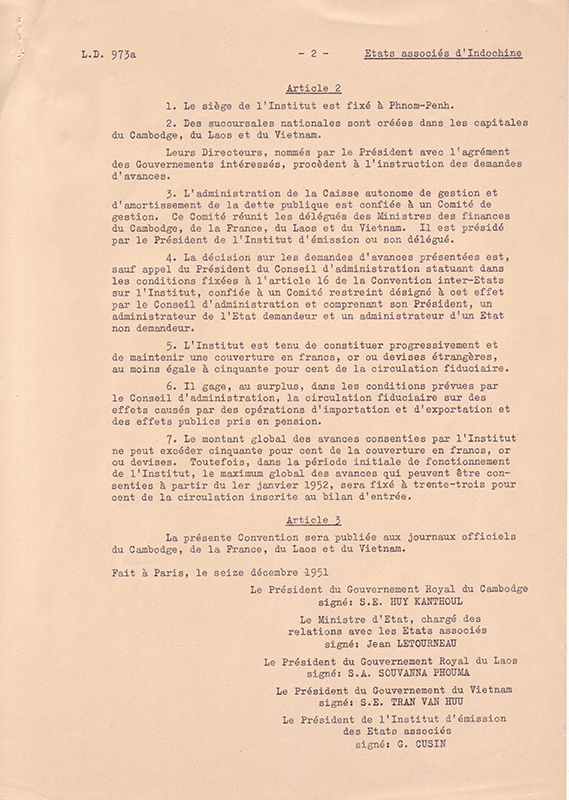 L.D. 973a - 2 - Etats associés d'Indochine
Article 2
1. Le siège de l'Institut est fixé à Phnom-Penh.
2. Des succursales nationales sont créées dans les capitales
du Cambodge, du Laos et du Vietnam.
Leurs Directeurs, nommés par le Président avec l'agrément
des Gouvernements intéressés, procèdent à l'instruction des demandes
d'avances.
3. L'administration de la Caisse autonome de gestion et
d'amortissement de la dette publique est confiée à un Comité de
gestion. Ce Comité réunit les délégués des Ministres des finances
du Cambodge, de la France, du Laos et du Vietnam. Il est présidé
par le Président de l'Institut d'émission ou son délégué.
4. La décision sur les demandes d'avances présentées est,
sauf appel du Président du Conseil d'administration statuant dans
les conditions fixées à l'article 16 de la Convention inter-Etats
sur l'Institut, confiée à un Comité restreint désigné à cet effet
par le Conseil d'administration et comprenant son Président, un
administrateur de l'Etat demandeur et un administrateur d'un Etat
non demandeur.
5. L'Institut est tenu de constituer progressivement et
de maintenir une couverture en francs, or ou devises étrangères,
au moins égale à cinquante pour cent de la circulation fiduciaire.
6. Il gage, au surplus, dans les conditions prévues par
le Conseil d'administration, la circulation fiduciaire sur des
effets causés par des opérations d'importation et d'exportation et
des effets publics pris en pension.
7. Le montant global des avances consenties par l'Institut
ne peut excéder cinquante pour cent de la couverture en francs, or
ou devises. Toutefois, dans la période initiale de fonctionnement
de l'Institut, le maximum global des avances qui peuvent être con-
senties à partir du 1er janvier 1952, sera fixé à trente-trois pour
cent de la circulation inscrite au bilan d'entrée.
Article 3
La présente Convention sera publiée aux journaux officiels
du Cambodge, de la France, du Laos et du Vietnam.
Fait à Paris, le seize décembre 1951
Le Président du Gouvernement Royal du Cambodge
signé: S.E. HUY KANTHOUL
Le Ministre d'Etat, chargé des
relations avec les Etats associés
signé: Jean LETOURNEAU
Le Président du Gouvernement Royal du Laos
signé: S.A. SOUVANNA PHOUMA
Le Président du Gouvernement du Vietnam
signé: S.E. TRAN VAN HUU
Le Président de l'Institut d'émission
des Etats associés
signé: G. CUSIN